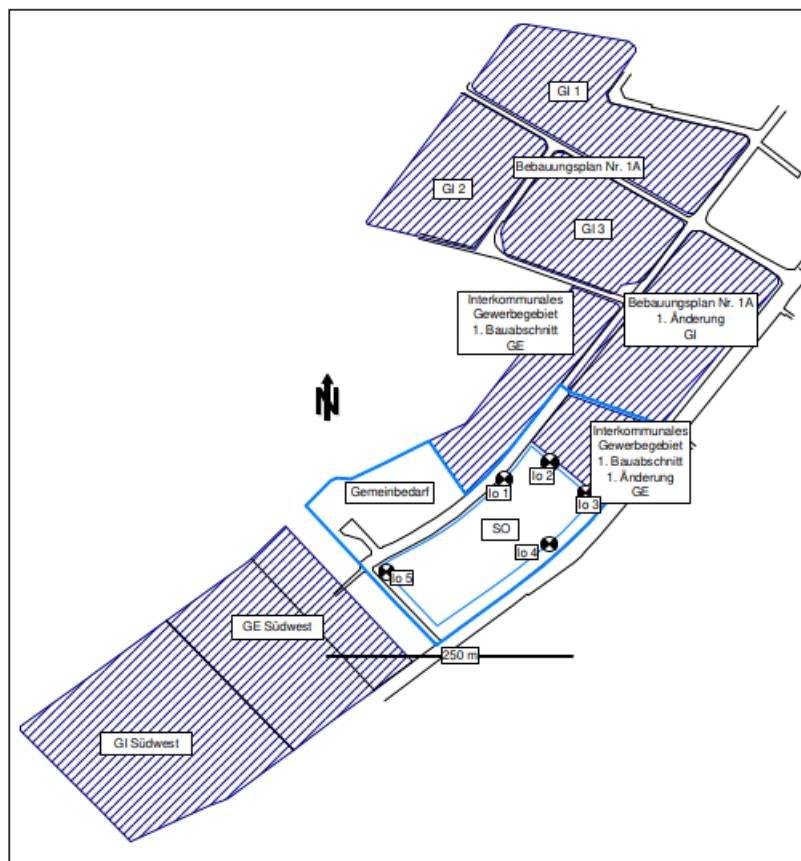 GI 1
Bebauungsplan Nr. 1A
GI 2
GI 3
Interkommunales
Gewerbegebiet
1. Bauabschnitt
GE
Bebauungsplan Nr. 1A
1. Änderung
GI
N
Interkommunales
Gewerbegebiet
1. Bauabschnitt
1. Änderung
GE
Io 2
Io 1
Gemeinbedarf
Io 3
SO
Io 4
Io 5
GE Südwest
250 m
GI Südwest